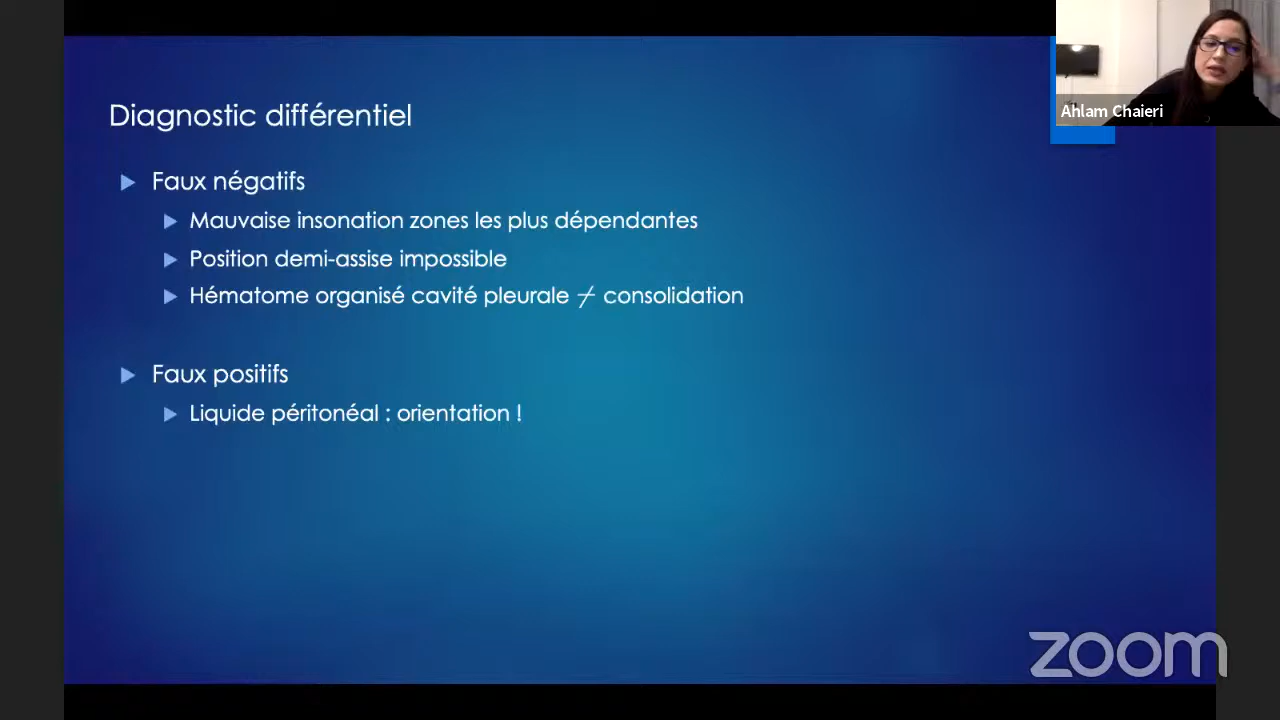 Ahlam Chaieri
Diagnostic différentiel
Faux négatifs
Mauvaise insonation zones les plus dépendantes
Position demi-assise impossible
Hématome organisé cavité pleurale ≠ consolidation
Faux positifs
Liquide péritonéal : orientation !
zoom